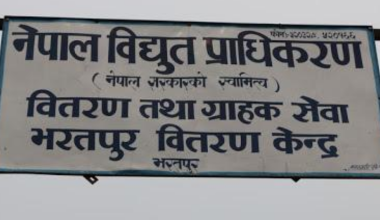 नेपाल विद्युत प्राधिकरण
( नेपाल सरकारको स्वामित्व )
वितरण तथा ग्राहक सेवा
भरतपुर वितरण केन्द्र
भरतपुर